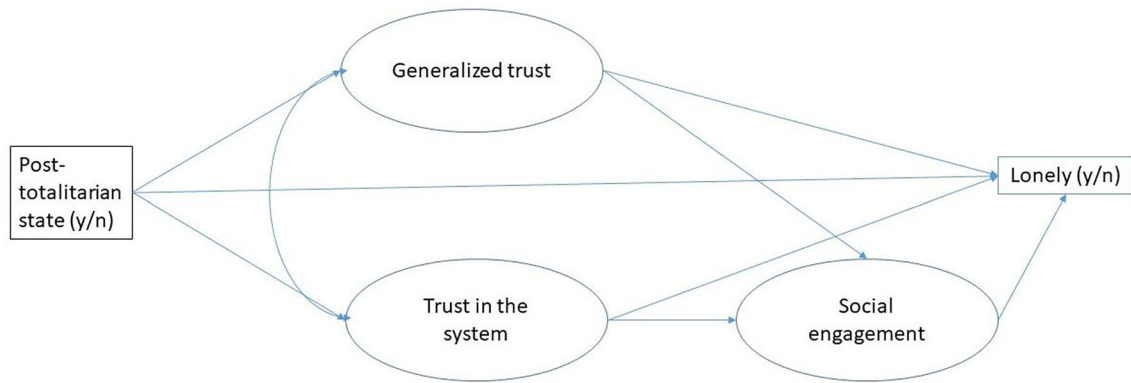 Generalized trust
Post-
totalitarian
state (y/n)
Lonely (y/n)
Trust in the
system
Social
engagement